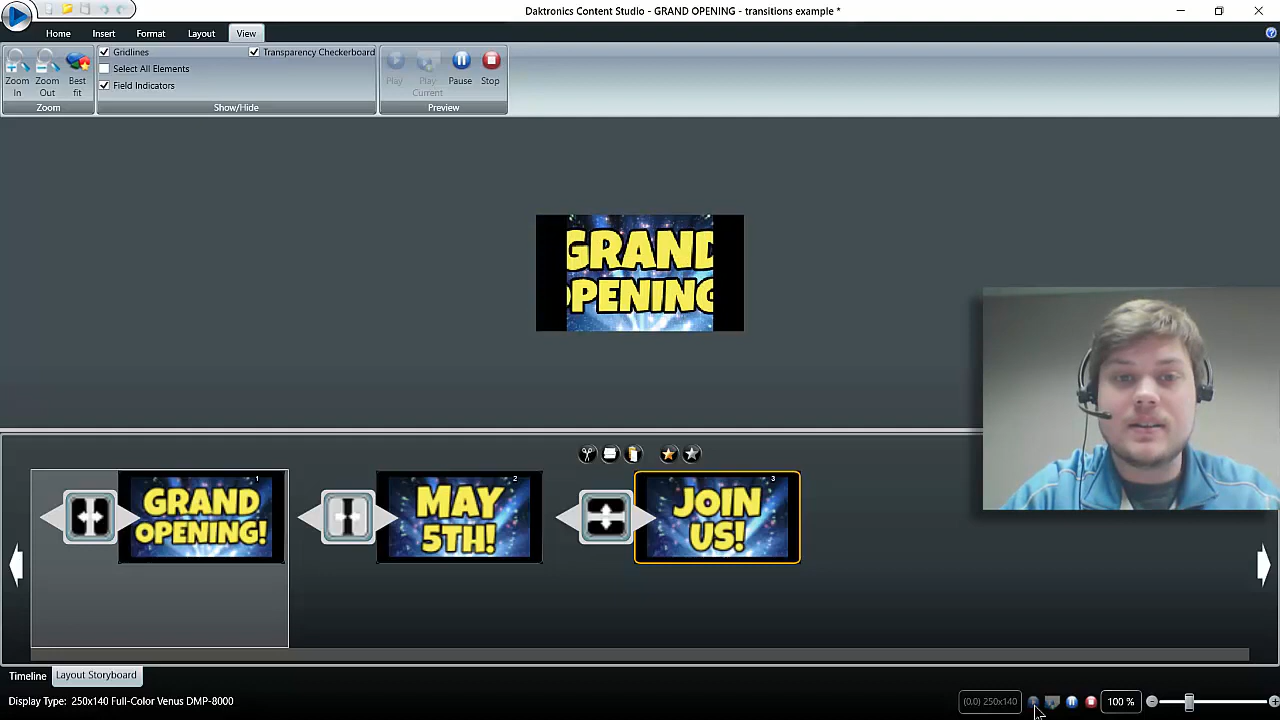 Daktronics Content Studio - GRAND OPENING - transitions example *
Home Insert Format Layout View
Gridlines
Transparency Checkerboard
Select All Elements
Field Indicators
Zoom In
Zoom Out
Best fit
Play
Play Current
Pause
Stop
Zoom
Show/Hide
Preview
GRAND
OPENING
1
GRAND
OPENING!
2
MAY
5TH!
3
JOIN
US!
Timeline Layout Storyboard
Display Type: 250x140 Full-Color Venus DMP-8000
(0,0) 250x140
100 %